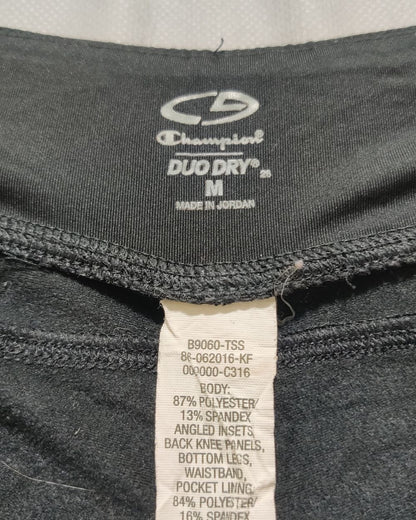 Champion
DUO DRY®
M
MADE IN JORDAN
B9060-TSS
86-062016-KF
000000-C316
BODY:
87% POLYESTER/
13% SPANDEX
ANGLED INSETS,
BACK KNEE PANELS,
BOTTOM LEGS,
WAISTBAND,
POCKET LINING:
84% POLYESTER/
16% SPANDEX